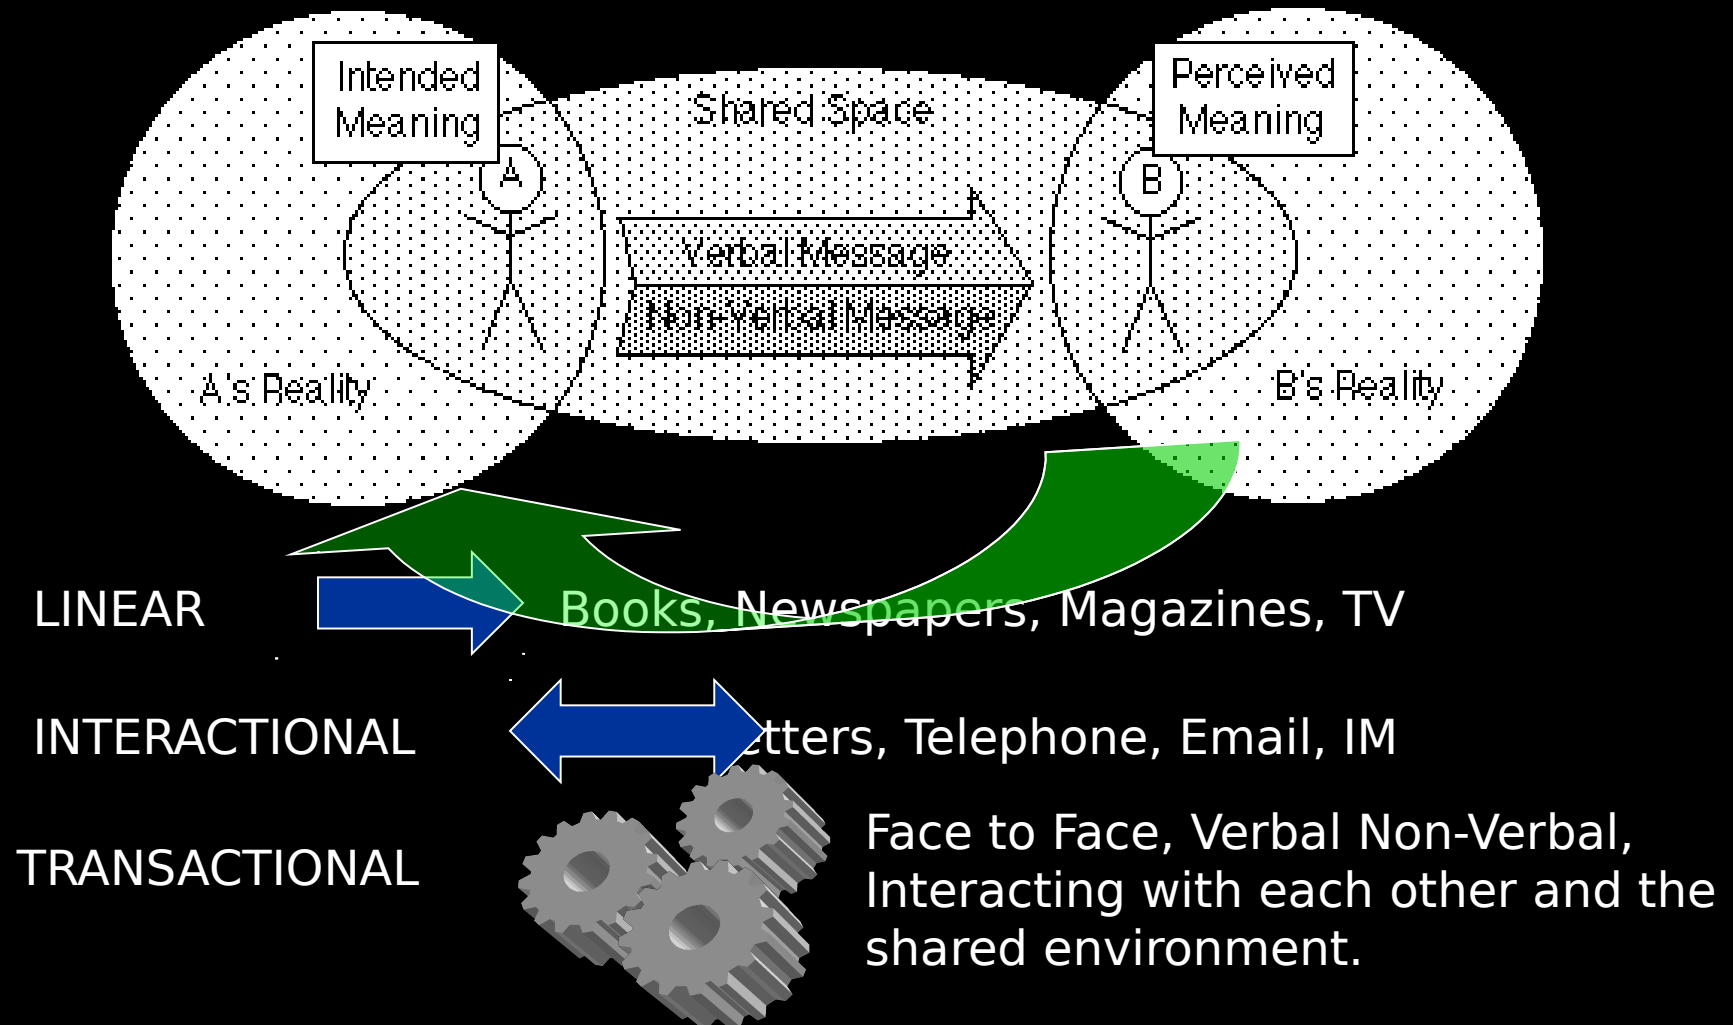 Intended
Meaning
Perceived
Meaning
Shared Space
A
B
Verbal Message
Non-Verbal Message
A's Reality
B's Reality
LINEAR
Books, Newspapers, Magazines, TV
INTERACTIONAL
Telephone, Email, IM
TRANSACTIONAL
Face to Face, Verbal Non-Verbal,
Interacting with each other and the
shared environment.